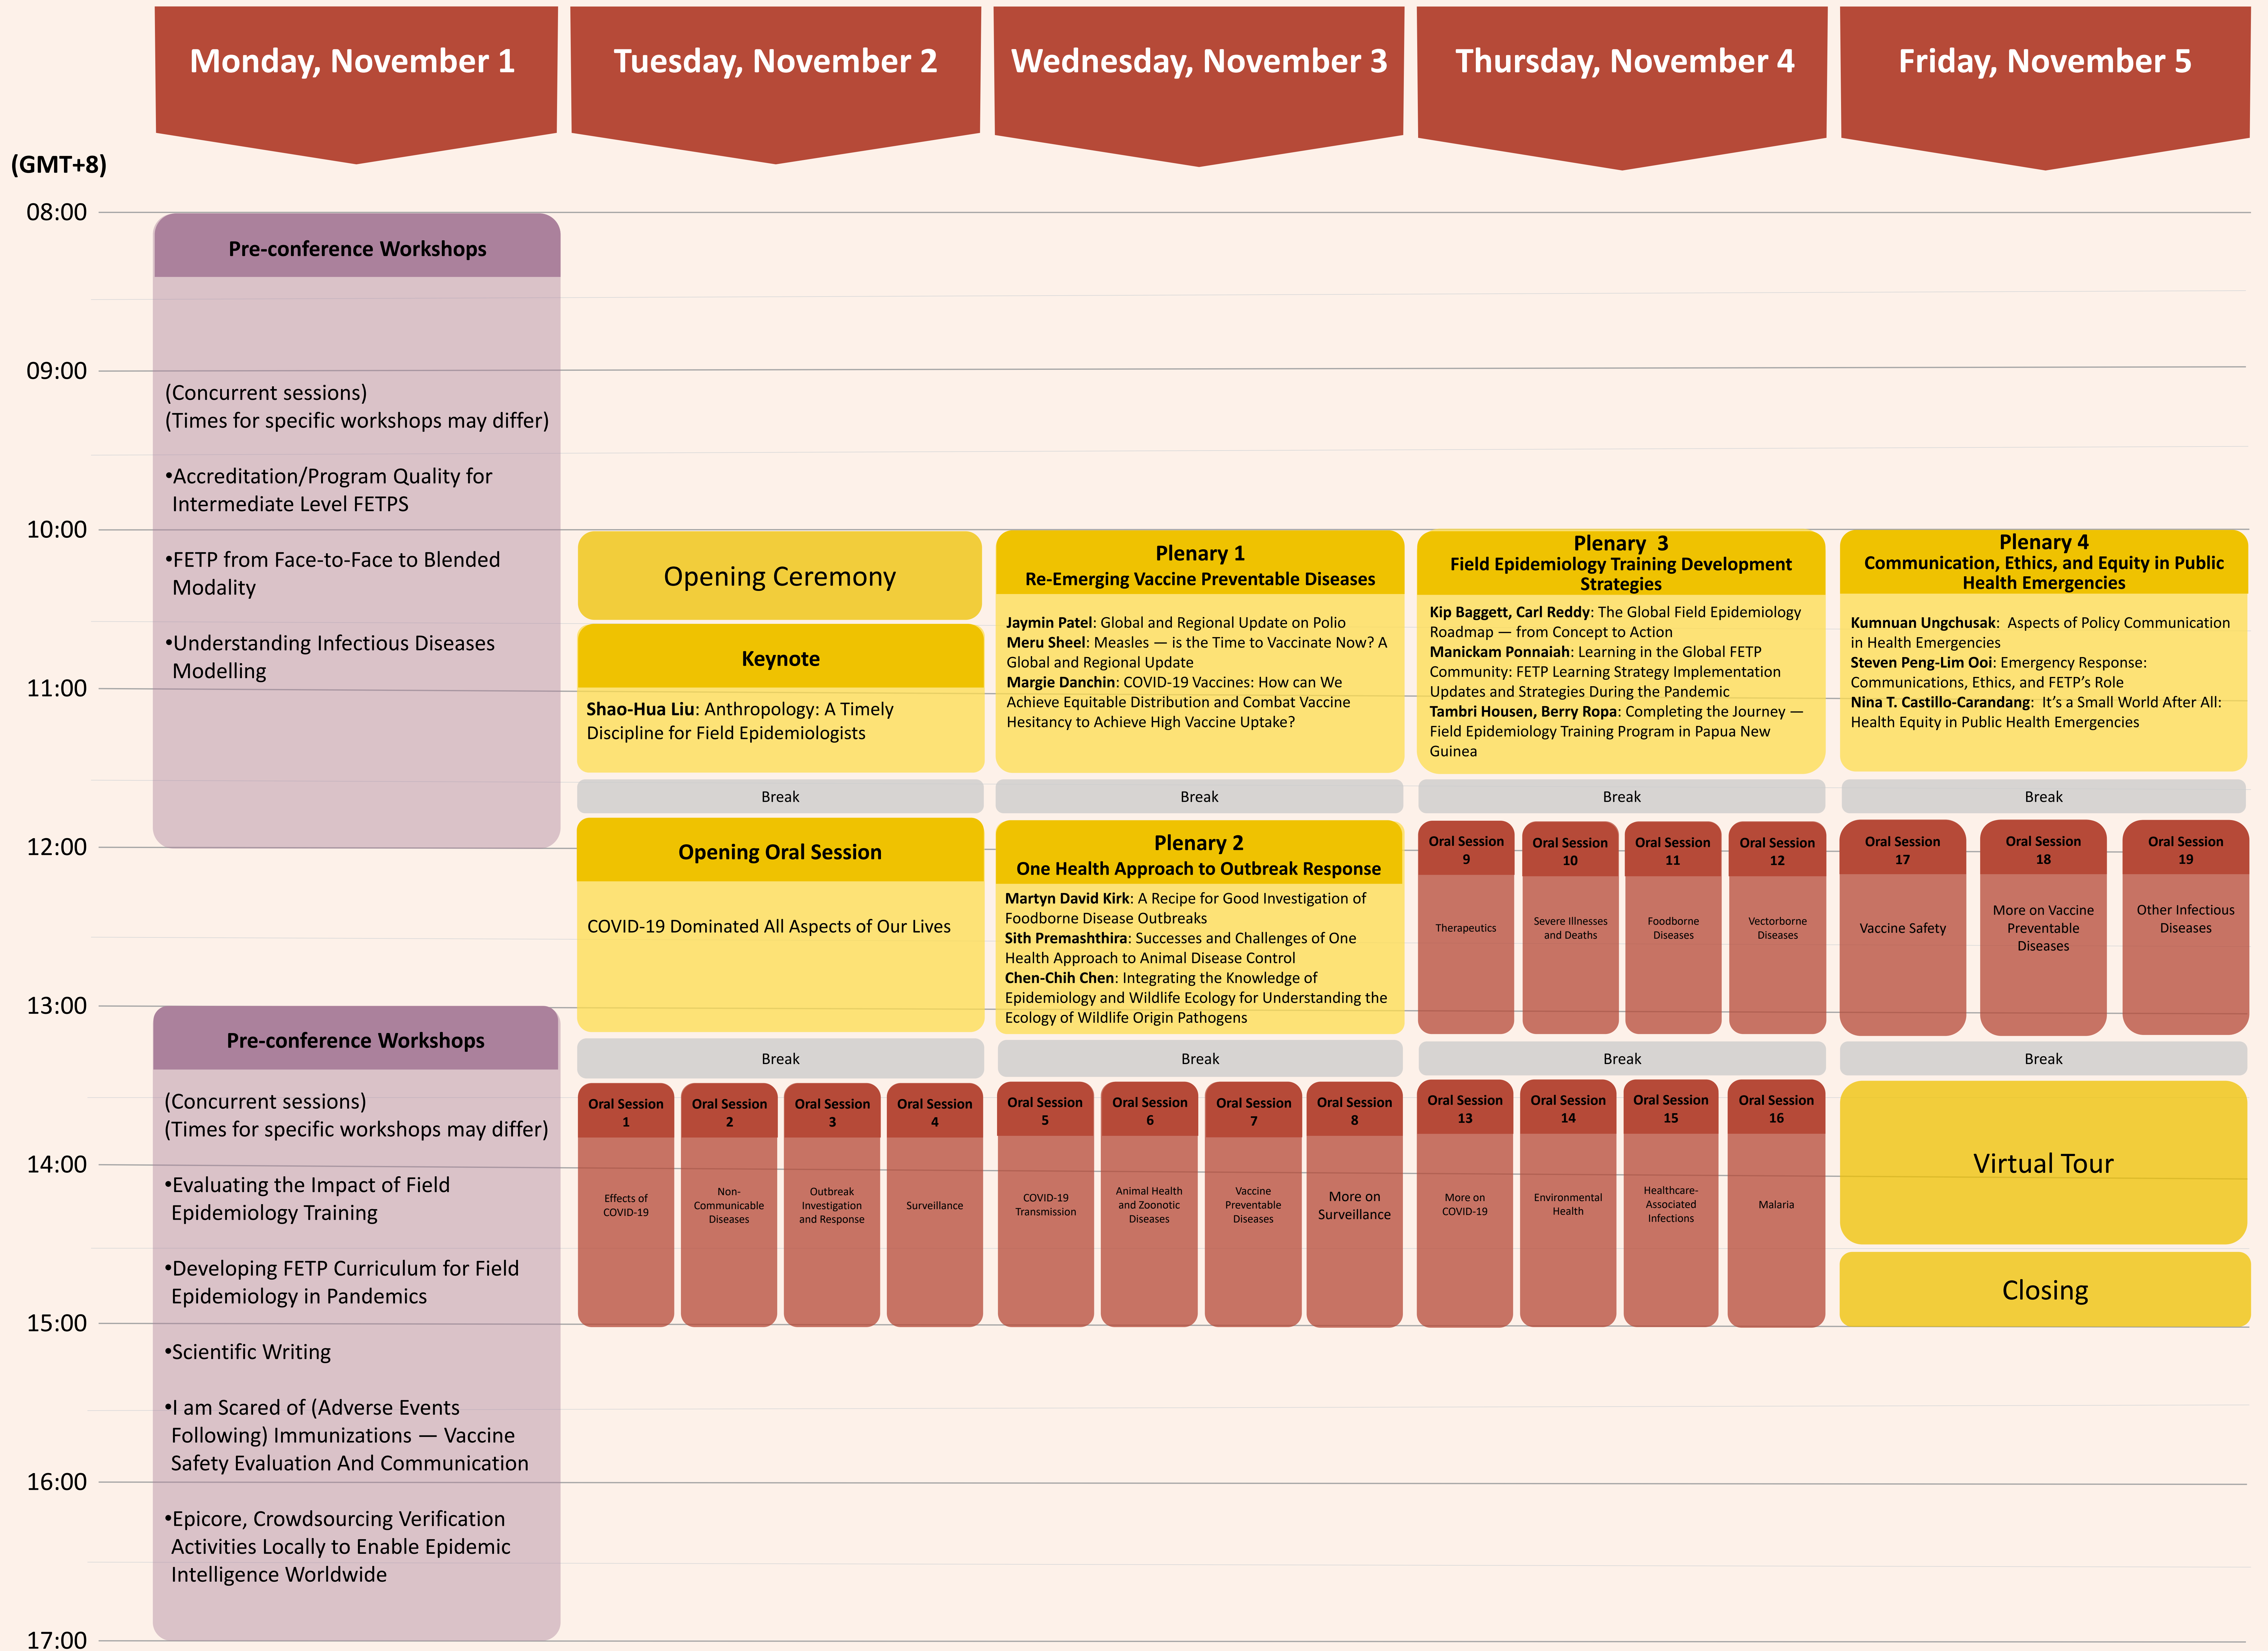 Monday, November 1
Tuesday, November 2
Wednesday, November 3
Thursday, November 4
Friday, November 5
(GMT+8)
08:00
09:00
10:00
11:00
12:00
13:00
14:00
15:00
16:00
17:00
Pre-conference Workshops
(Concurrent sessions)
(Times for specific workshops may differ)
•Accreditation/Program Quality for
Intermediate Level FETPS
•FETP from Face-to-Face to Blended
Modality
•Understanding Infectious Diseases
Modelling
Pre-conference Workshops
(Concurrent sessions)
(Times for specific workshops may differ)
•Evaluating the Impact of Field
Epidemiology Training
•Developing FETP Curriculum for Field
Epidemiology in Pandemics
•Scientific Writing
•I am Scared of (Adverse Events
Following) Immunizations — Vaccine
Safety Evaluation And Communication
•Epicore, Crowdsourcing Verification
Activities Locally to Enable Epidemic
Intelligence Worldwide
Opening Ceremony
Keynote
Shao-Hua Liu: Anthropology: A Timely
Discipline for Field Epidemiologists
Break
Opening Oral Session
COVID-19 Dominated All Aspects of Our Lives
Break
Oral Session
1
Effects of
COVID-19
Oral Session
2
Non-
Communicable
Diseases
Oral Session
3
Outbreak
Investigation
and Response
Oral Session
4
Surveillance
Plenary 1
Re-Emerging Vaccine Preventable Diseases
Jaymin Patel: Global and Regional Update on Polio
Meru Sheel: Measles — is the Time to Vaccinate Now? A
Global and Regional Update
Margie Danchin: COVID-19 Vaccines: How can We
Achieve Equitable Distribution and Combat Vaccine
Hesitancy to Achieve High Vaccine Uptake?
Break
Plenary 2
One Health Approach to Outbreak Response
Martyn David Kirk: A Recipe for Good Investigation of
Foodborne Disease Outbreaks
Sith Premashthira: Successes and Challenges of One
Health Approach to Animal Disease Control
Chen-Chih Chen: Integrating the Knowledge of
Epidemiology and Wildlife Ecology for Understanding the
Ecology of Wildlife Origin Pathogens
Break
Oral Session
5
COVID-19
Transmission
Oral Session
6
Animal Health
and Zoonotic
Diseases
Oral Session
7
Vaccine
Preventable
Diseases
Oral Session
8
More on
Surveillance
Plenary 3
Field Epidemiology Training Development
Strategies
Kip Baggett, Carl Reddy: The Global Field Epidemiology
Roadmap — from Concept to Action
Manickam Ponnaiah: Learning in the Global FETP
Community: FETP Learning Strategy Implementation
Updates and Strategies During the Pandemic
Tambri Housen, Berry Ropa: Completing the Journey —
Field Epidemiology Training Program in Papua New
Guinea
Break
Oral Session
9
Therapeutics
Oral Session
10
Severe Illnesses
and Deaths
Oral Session
11
Foodborne
Diseases
Oral Session
12
Vectorborne
Diseases
Break
Oral Session
13
More on
COVID-19
Oral Session
14
Environmental
Health
Oral Session
15
Healthcare-
Associated
Infections
Oral Session
16
Malaria
Plenary 4
Communication, Ethics, and Equity in Public
Health Emergencies
Kumnuan Ungchusak: Aspects of Policy Communication
in Health Emergencies
Steven Peng-Lim Ooi: Emergency Response:
Communications, Ethics, and FETP’s Role
Nina T. Castillo-Carandang: It’s a Small World After All:
Health Equity in Public Health Emergencies
Break
Oral Session
17
Vaccine Safety
Oral Session
18
More on Vaccine
Preventable
Diseases
Oral Session
19
Other Infectious
Diseases
Break
Virtual Tour
Closing